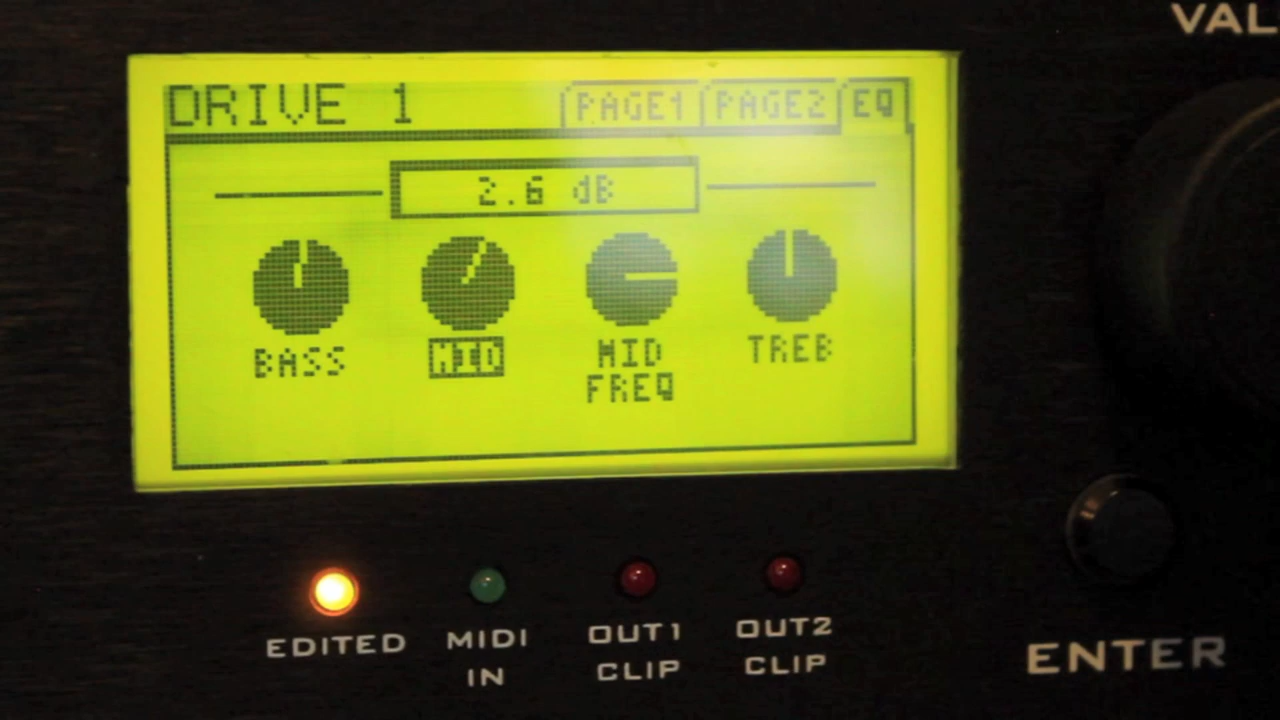 VAL
DRIVE 1 PAGE1 PAGE2 EQ
2.6 dB
BASS MID MID FREQ TREB
EDITED MIDI IN OUT1 CLIP OUT2 CLIP
ENTER